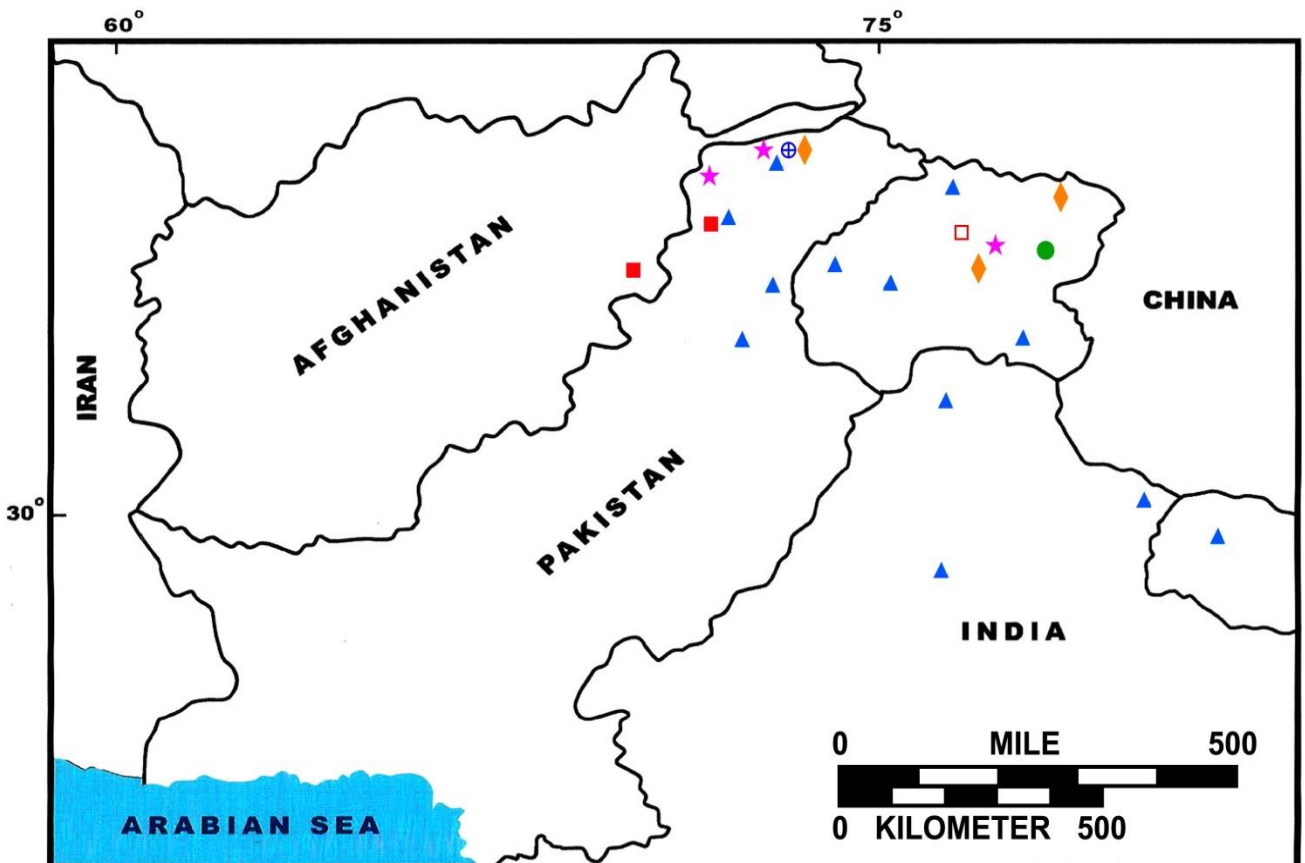 60°
75°
AFGHANISTAN
CHINA
IRAN
PAKISTAN
30°
INDIA
0 MILE 500
ARABIAN SEA
0 KILOMETER 500